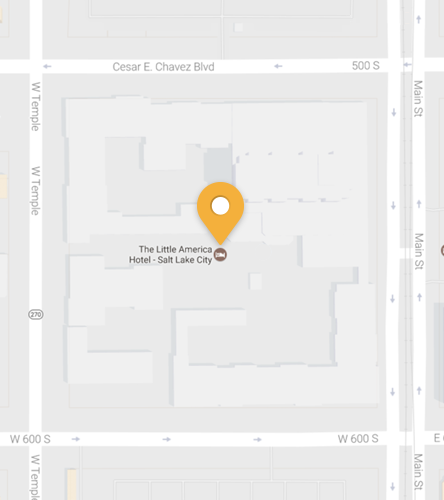 Cesar E. Chavez Blvd
500 S
W Temple
Main St
W Temple
Main St
The Little America
Hotel - Salt Lake City
270
W 600 S
W 600 S
E
W Temple
Main St